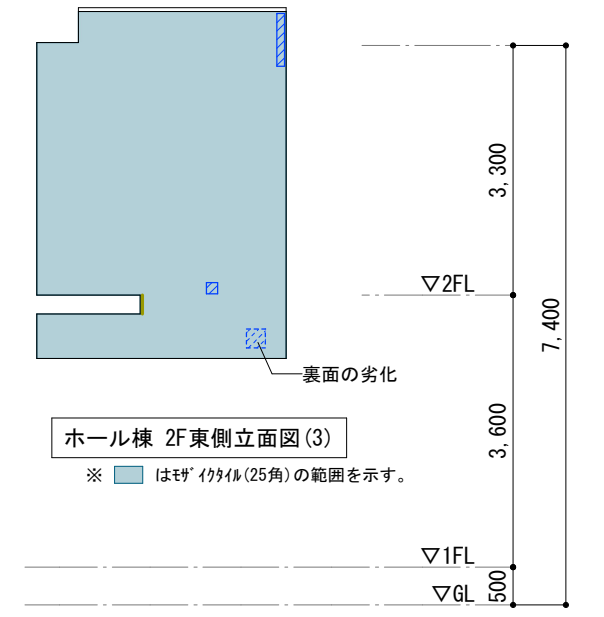 3,300
▽2FL
7,400
裏面の劣化
3,600
ホール棟 2F東側立面図(3)
※ はﾓｻﾞｲｸﾀｲﾙ(25角)の範囲を示す。
▽1FL
500
▽GL